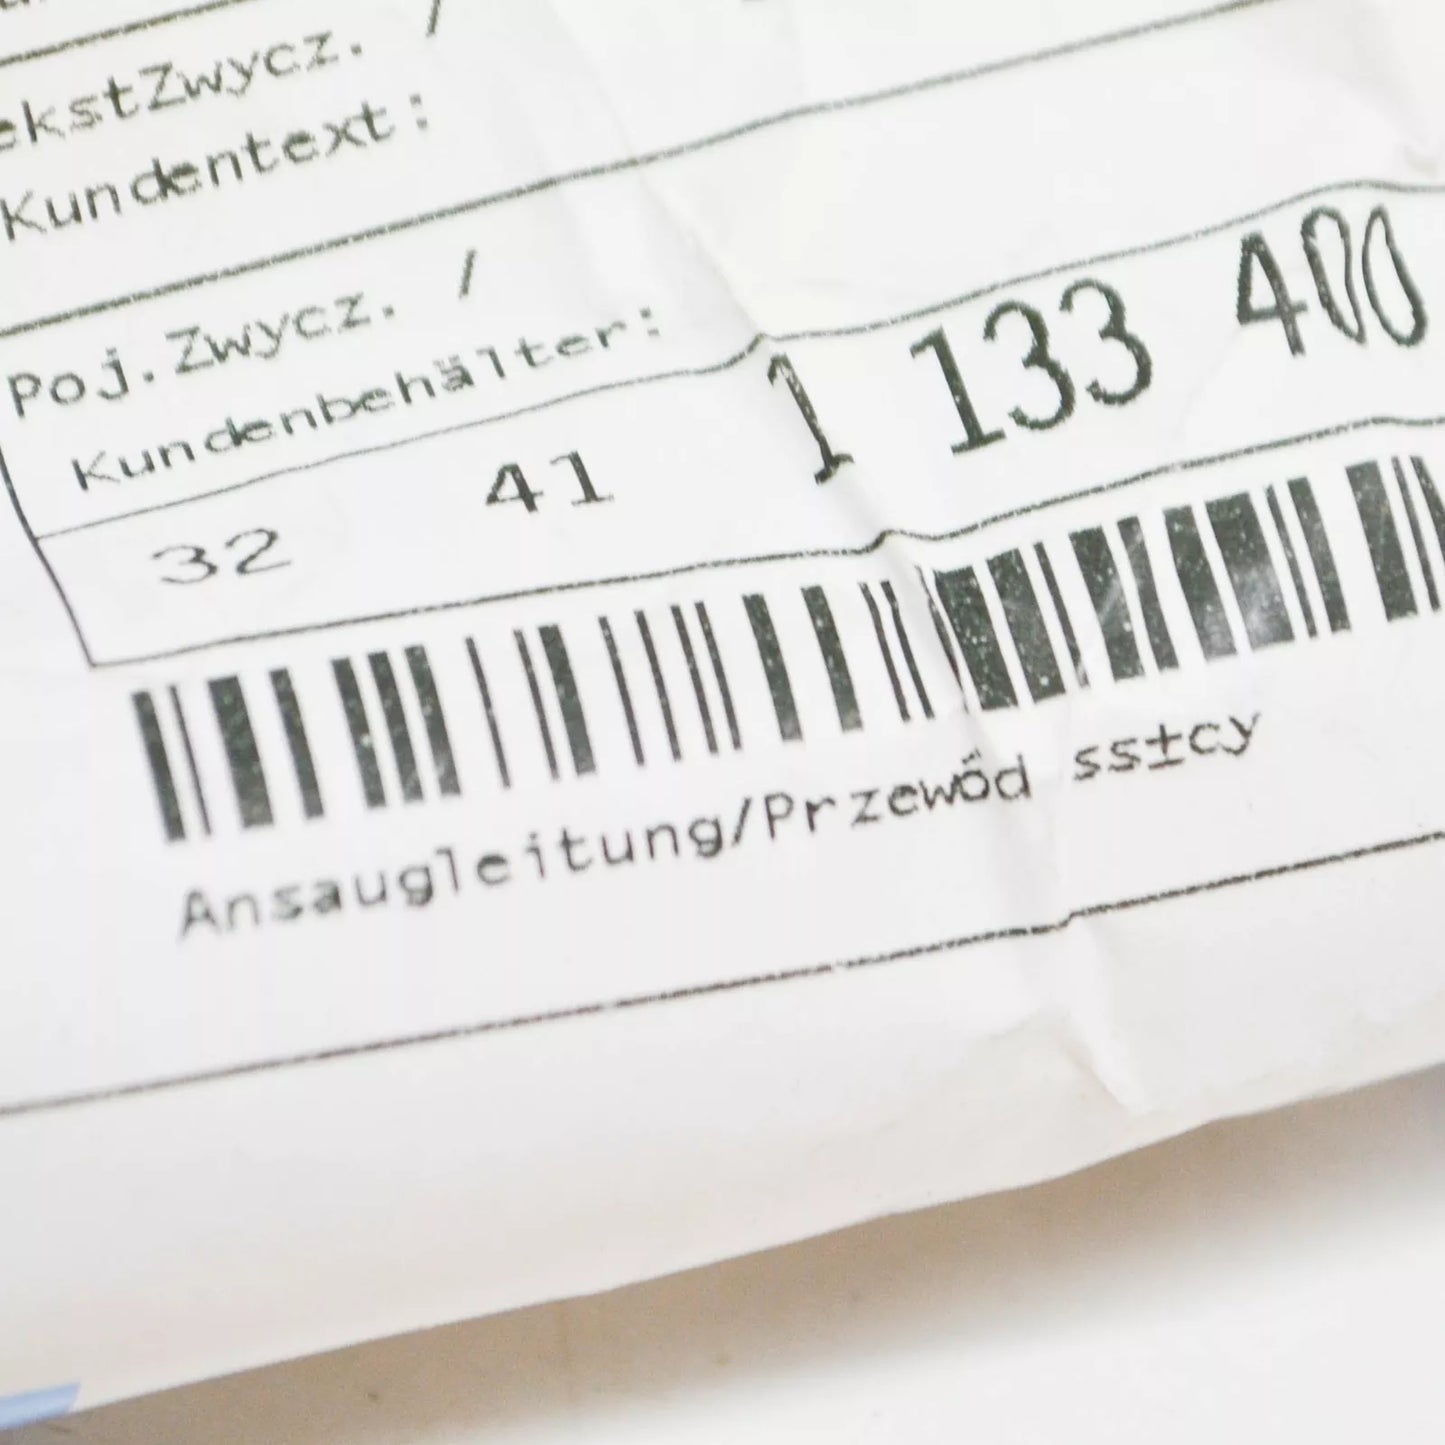 ekstZwycz. /
Kundentext:
Poj.Zwycz. /
Kundenbehälter:
32 41 1 133 400
Ansaugleitung/Przewód ss±cy